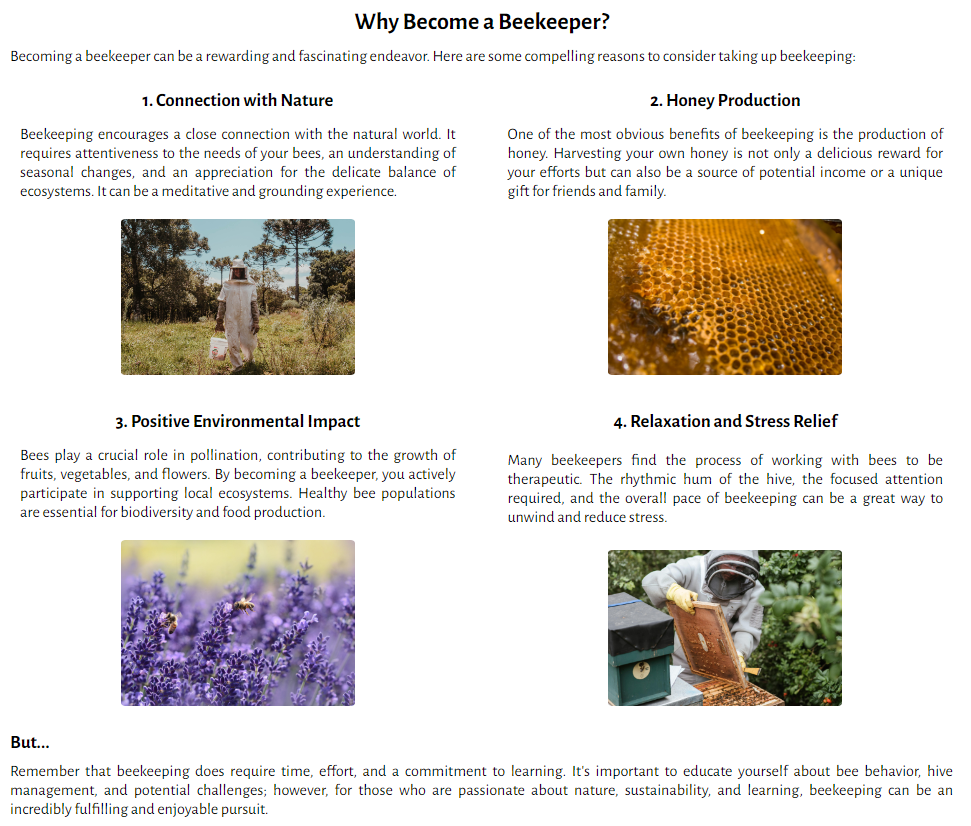 Why Become a Beekeeper?
Becoming a beekeeper can be a rewarding and fascinating endeavor. Here are some compelling reasons to consider taking up beekeeping:
1. Connection with Nature
Beekeeping encourages a close connection with the natural world. It
requires attentiveness to the needs of your bees, an understanding of
seasonal changes, and an appreciation for the delicate balance of
ecosystems. It can be a meditative and grounding experience.
2. Honey Production
One of the most obvious benefits of beekeeping is the production of
honey. Harvesting your own honey is not only a delicious reward for
your efforts but can also be a source of potential income or a unique
gift for friends and family.
3. Positive Environmental Impact
Bees play a crucial role in pollination, contributing to the growth of
fruits, vegetables, and flowers. By becoming a beekeeper, you actively
participate in supporting local ecosystems. Healthy bee populations
are essential for biodiversity and food production.
4. Relaxation and Stress Relief
Many beekeepers find the process of working with bees to be
therapeutic. The rhythmic hum of the hive, the focused attention
required, and the overall pace of beekeeping can be a great way to
unwind and reduce stress.
But...
Remember that beekeeping does require time, effort, and a commitment to learning. It's important to educate yourself about bee behavior, hive
management, and potential challenges; however, for those who are passionate about nature, sustainability, and learning, beekeeping can be an
incredibly fulfilling and enjoyable pursuit.